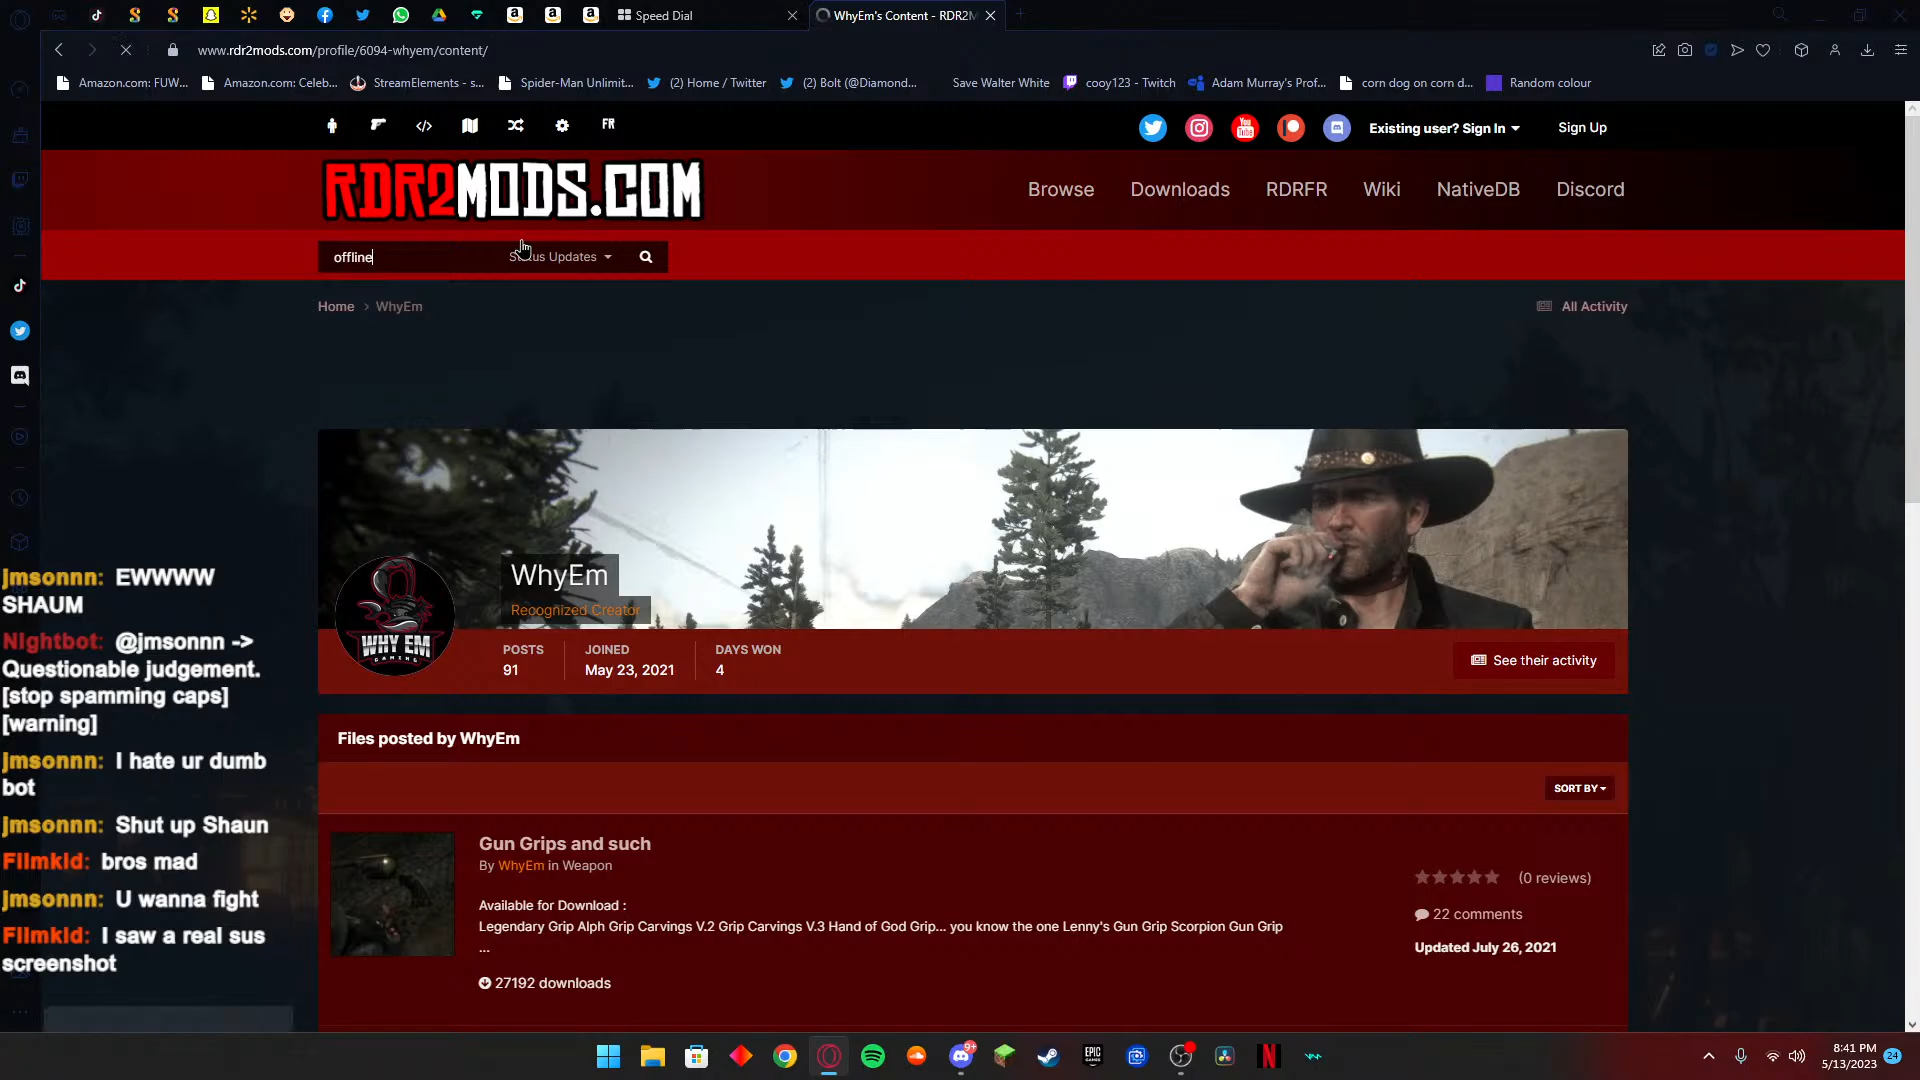 Speed Dial
WhyEm's Content - RDR2M
www.rdr2mods.com/profile/6094-whyem/content/
Amazon.com: FUW...
Amazon.com: Celeb...
StreamElements - s...
Spider-Man Unlimit...
(2) Home / Twitter
(2) Bolt (@Diamond...
Save Walter White
cooy123 - Twitch
Adam Murray's Prof...
corn dog on corn d...
Random colour
FR
Existing user? Sign In
Sign Up
RDR2MODS.COM
Browse
Downloads
RDRFR
Wiki
NativeDB
Discord
offline
Status Updates
Home > WhyEm
All Activity
WhyEm
Recognized Creator
WHY EM
GAMING
POSTS
91
JOINED
May 23, 2021
DAYS WON
4
See their activity
Files posted by WhyEm
SORT BY
Gun Grips and such
By WhyEm in Weapon
Available for Download :
Legendary Grip Alph Grip Carvings V.2 Grip Carvings V.3 Hand of God Grip... you know the one Lenny's Gun Grip Scorpion Gun Grip
...
27192 downloads
(0 reviews)
22 comments
Updated July 26, 2021
jmsonnn: EWWWW
SHAUM
Nightbot: @jmsonnn ->
Questionable judgement.
[stop spamming caps]
[warning]
jmsonnn: I hate ur dumb
bot
jmsonnn: Shut up Shaun
Filmkid: bros mad
jmsonnn: U wanna fight
Filmkid: I saw a real sus
screenshot
9+
EPIC
GAMES
8:41 PM
5/13/2023
24